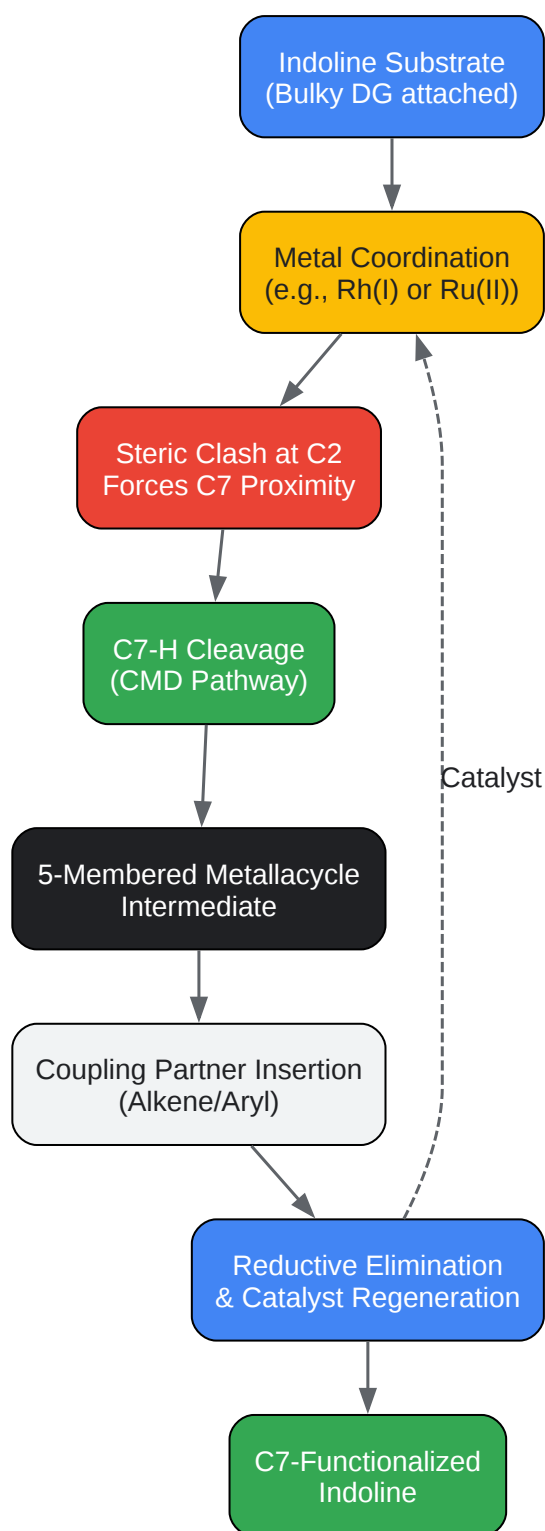 Indoline Substrate
(Bulky DG attached)
Metal Coordination
(e.g., Rh(I) or Ru(II))
Steric Clash at C2
Forces C7 Proximity
C7-H Cleavage
(CMD Pathway)
Catalyst
5-Membered Metallacycle
Intermediate
Coupling Partner Insertion
(Alkene/Aryl)
Reductive Elimination
& Catalyst Regeneration
C7-Functionalized
Indoline